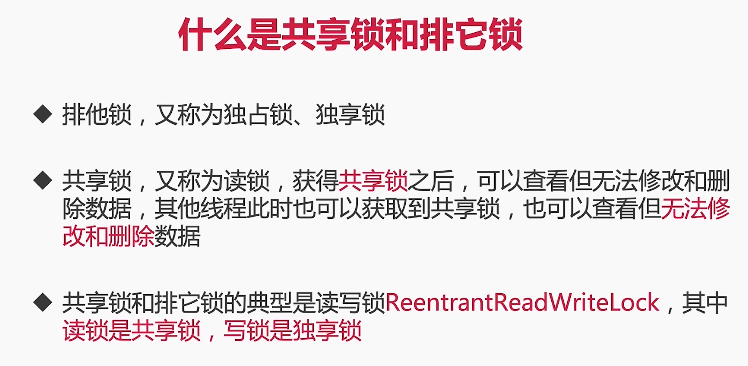 什么是共享锁和排它锁
◆ 排他锁，又称为独占锁、独享锁
◆ 共享锁，又称为读锁，获得共享锁之后，可以查看但无法修改和删
除数据，其他线程此时也可以获取到共享锁，也可以查看但无法修
改和删除数据
◆ 共享锁和排它锁的典型是读写锁ReentrantReadWriteLock，其中
读锁是共享锁，写锁是独享锁